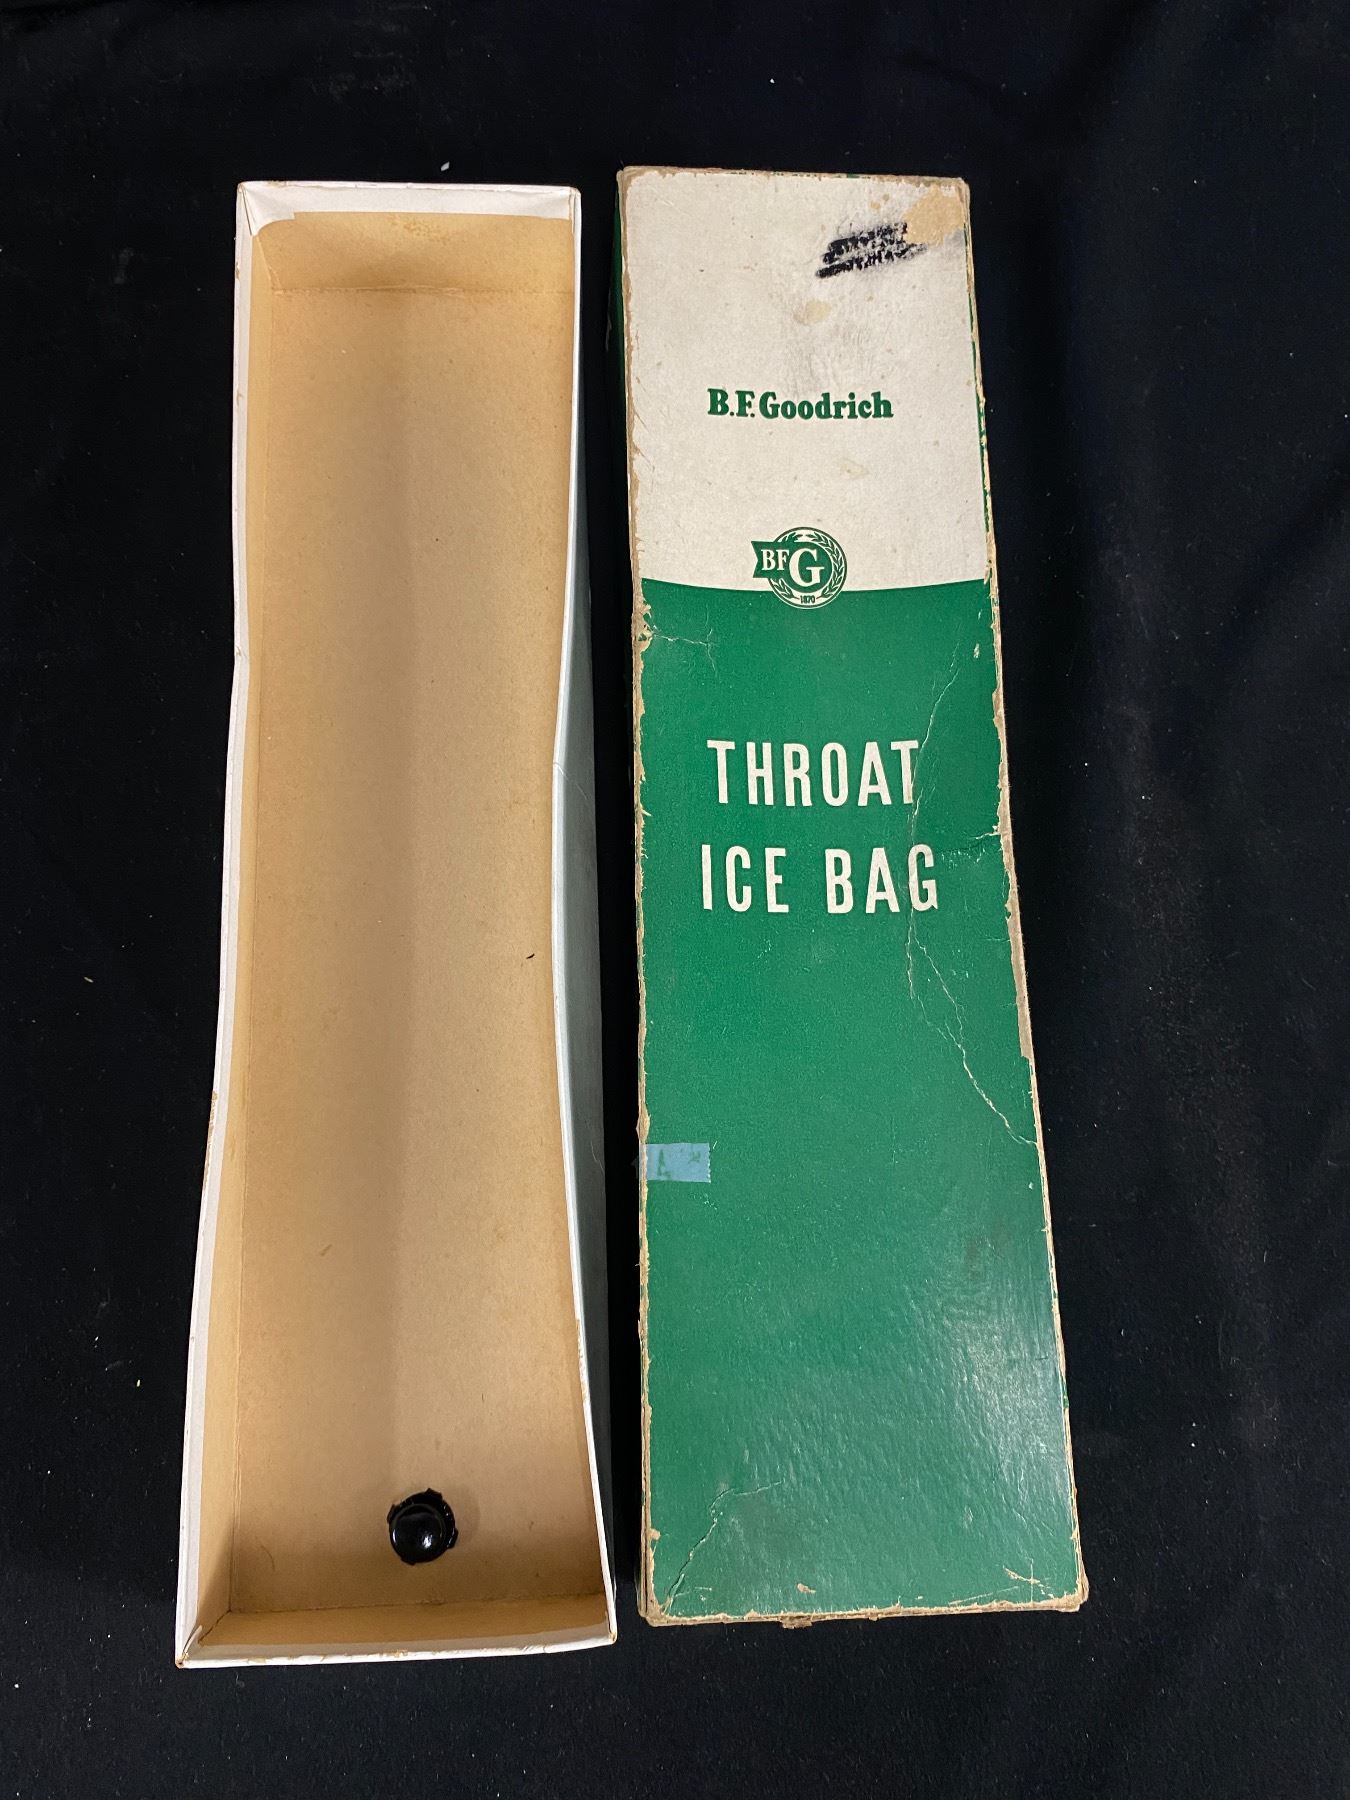 B.F.Goodrich
BFG
1870
THROAT
ICE BAG